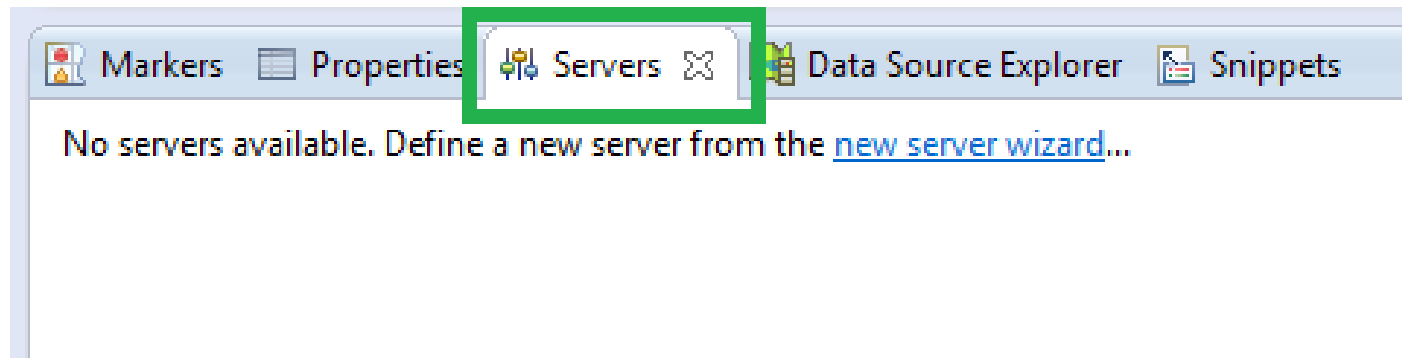 Markers Properties Servers Data Source Explorer Snippets
No servers available. Define a new server from the new server wizard...